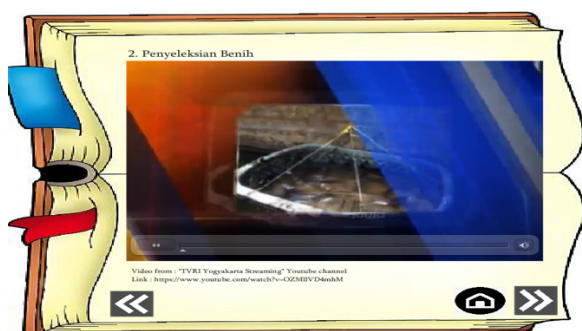 2. Penyeleksian Benih
Video from : "TVRI Yogyakarta Streaming" Youtube channel
Link : https://www.youtube.com/watch?v=OZMIIVD4mhM